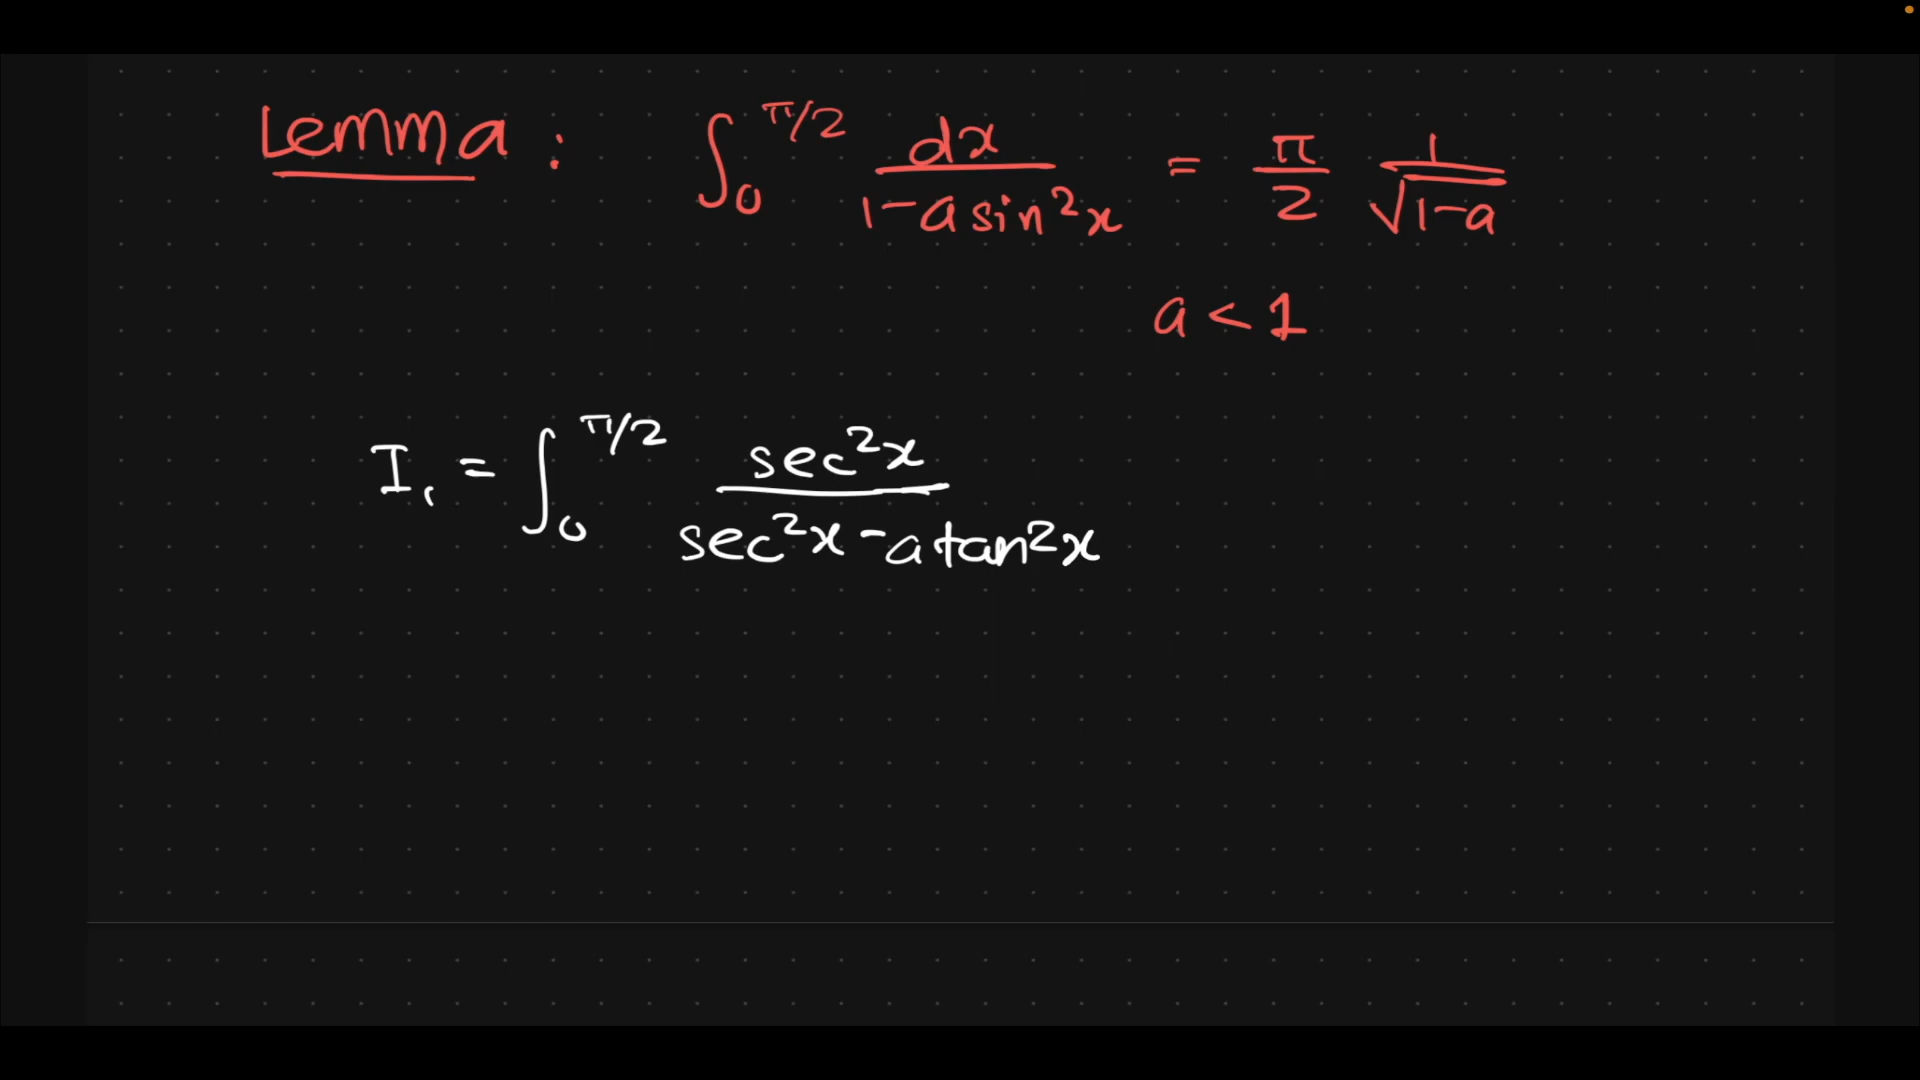 Lemma : ∫₀^π/2 dx/(1-a sin²x) = π/2 1/√(1-a)
a < 1
I₁ = ∫₀^π/2 sec²x/(sec²x - a tan²x)